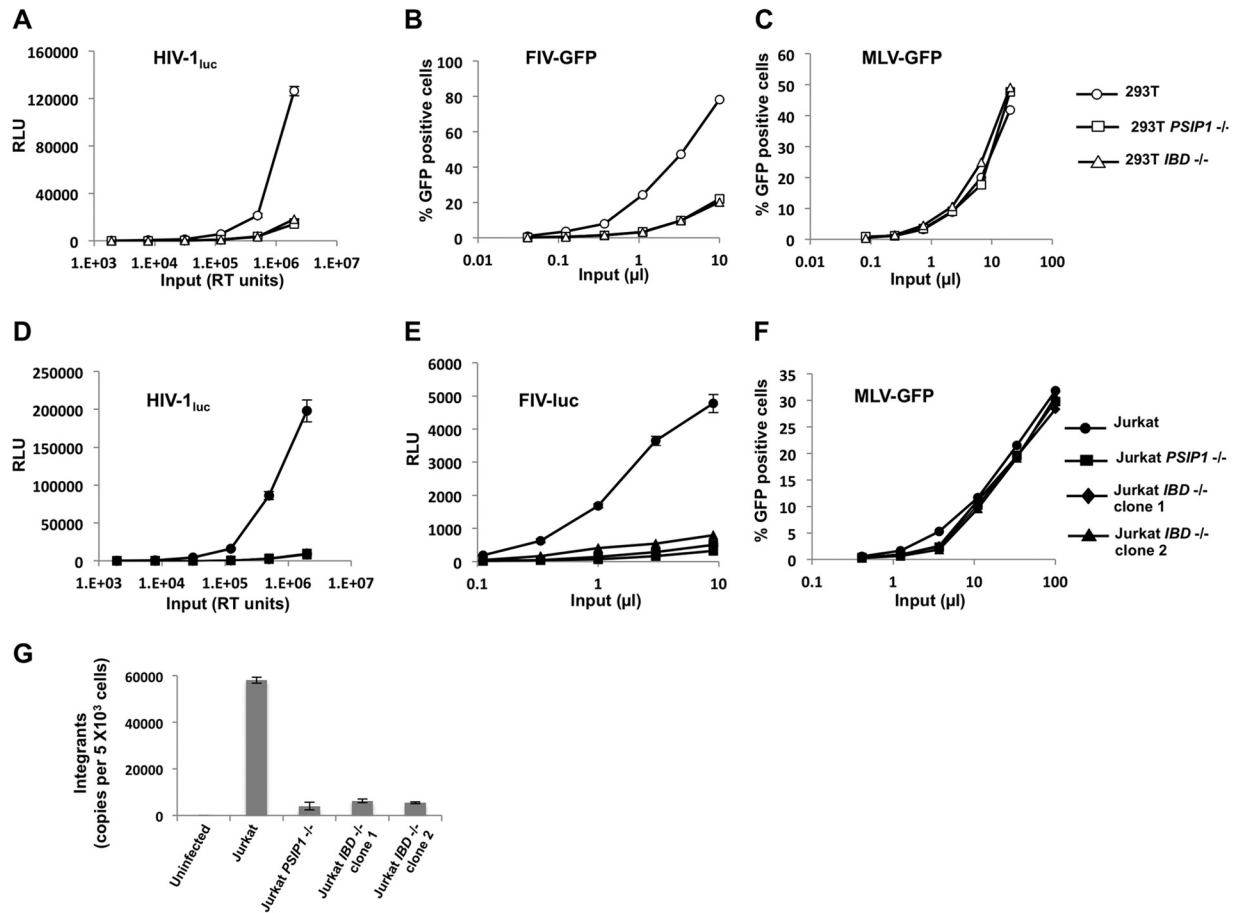 A
HIV-1luc
160000
120000
80000
40000
0
RLU
1.E+03 1.E+04 1.E+05 1.E+06 1.E+07
Input (RT units)
B
FIV-GFP
100
80
60
40
20
0
% GFP positive cells
0.01 0.1 1 10
Input (µl)
C
MLV-GFP
60
50
40
30
20
10
0
% GFP positive cells
0.01 0.1 1 10 100
Input (µl)
293T
293T PSIP1 -/-
293T IBD -/-
D
HIV-1luc
250000
200000
150000
100000
50000
0
RLU
1.E+03 1.E+04 1.E+05 1.E+06 1.E+07
Input (RT units)
E
FIV-luc
6000
5000
4000
3000
2000
1000
0
RLU
0.1 1 10
Input (µl)
F
MLV-GFP
35
30
25
20
15
10
5
0
% GFP positive cells
0.1 1 10 100
Input (µl)
Jurkat
Jurkat PSIP1 -/-
Jurkat IBD -/-
clone 1
Jurkat IBD -/-
clone 2
G
60000
40000
20000
0
Integrants
(copies per 5 X10³ cells)
Uninfected
Jurkat
Jurkat PSIP1 -/-
Jurkat IBD -/-
clone 1
Jurkat IBD -/-
clone 2